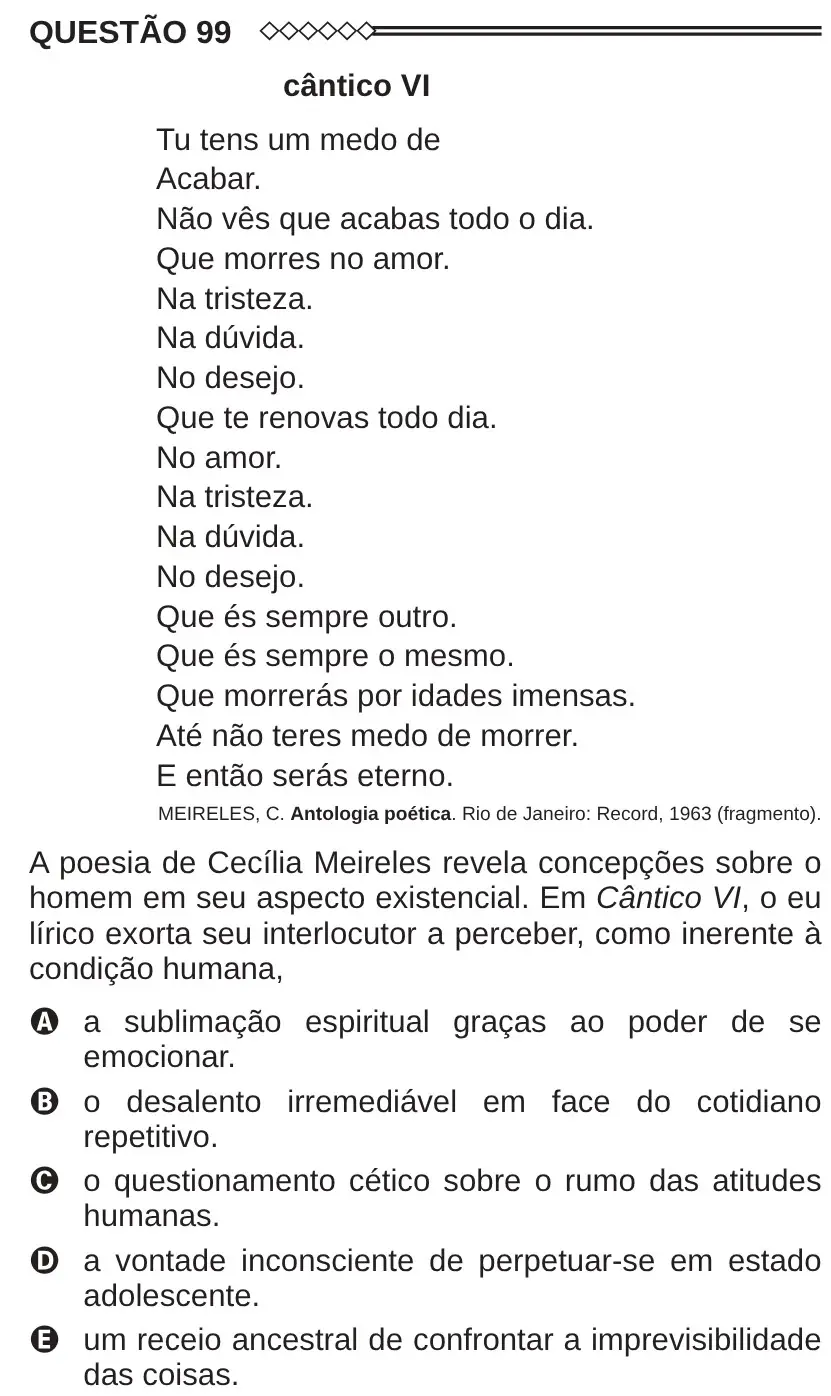 QUESTÃO 99
cântico VI
Tu tens um medo de
Acabar.
Não vês que acabas todo o dia.
Que morres no amor.
Na tristeza.
Na dúvida.
No desejo.
Que te renovas todo dia.
No amor.
Na tristeza.
Na dúvida.
No desejo.
Que és sempre outro.
Que és sempre o mesmo.
Que morrerás por idades imensas.
Até não teres medo de morrer.
E então serás eterno.
MEIRELES, C. Antologia poética. Rio de Janeiro: Record, 1963 (fragmento).
A poesia de Cecília Meireles revela concepções sobre o
homem em seu aspecto existencial. Em Cântico VI, o eu
lírico exorta seu interlocutor a perceber, como inerente à
condição humana,
A a sublimação espiritual graças ao poder de se
emocionar.
B o desalento irremediável em face do cotidiano
repetitivo.
C o questionamento cético sobre o rumo das atitudes
humanas.
D a vontade inconsciente de perpetuar-se em estado
adolescente.
E um receio ancestral de confrontar a imprevisibilidade
das coisas.